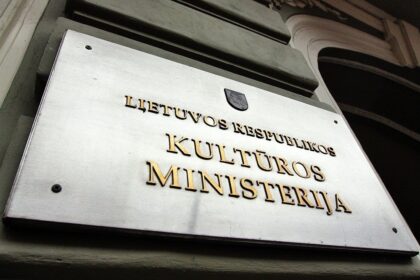 LIETUVOS RESPUBLIKOS
KULTŪROS
MINISTERIJA